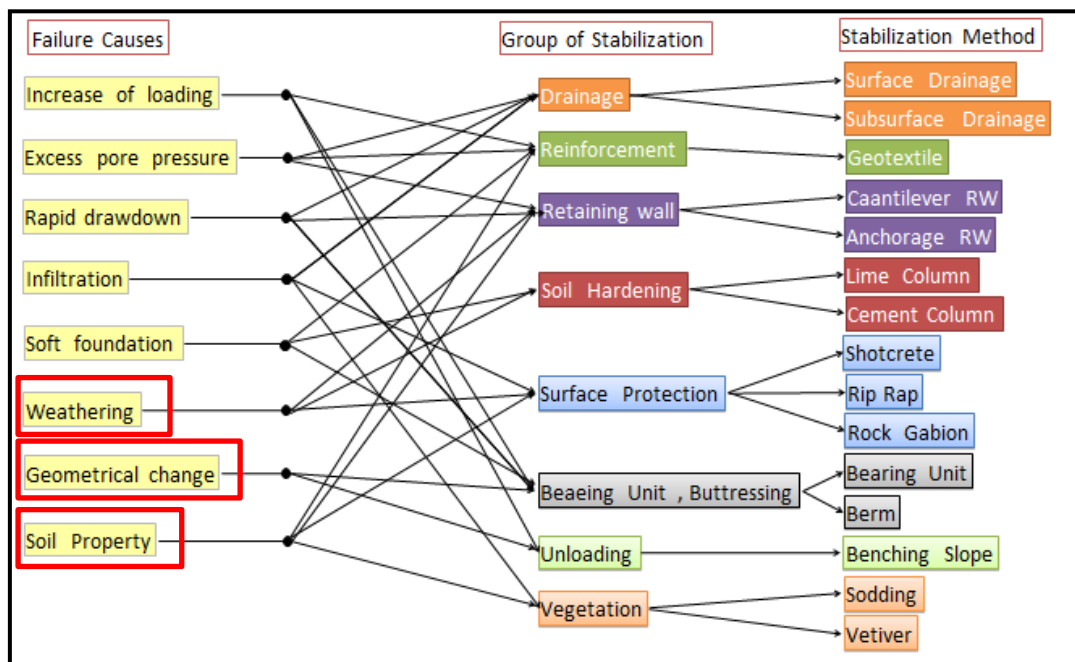 Failure Causes
Increase of loading
Excess pore pressure
Rapid drawdown
Infiltration
Soft foundation
Weathering
Geometrical change
Soil Property
Group of Stabilization
Drainage
Reinforcement
Retaining wall
Soil Hardening
Surface Protection
Beaeing Unit , Buttressing
Unloading
Vegetation
Stabilization Method
Surface Drainage
Subsurface Drainage
Geotextile
Caantilever RW
Anchorage RW
Lime Column
Cement Column
Shotcrete
Rip Rap
Rock Gabion
Bearing Unit
Berm
Benching Slope
Sodding
Vetiver